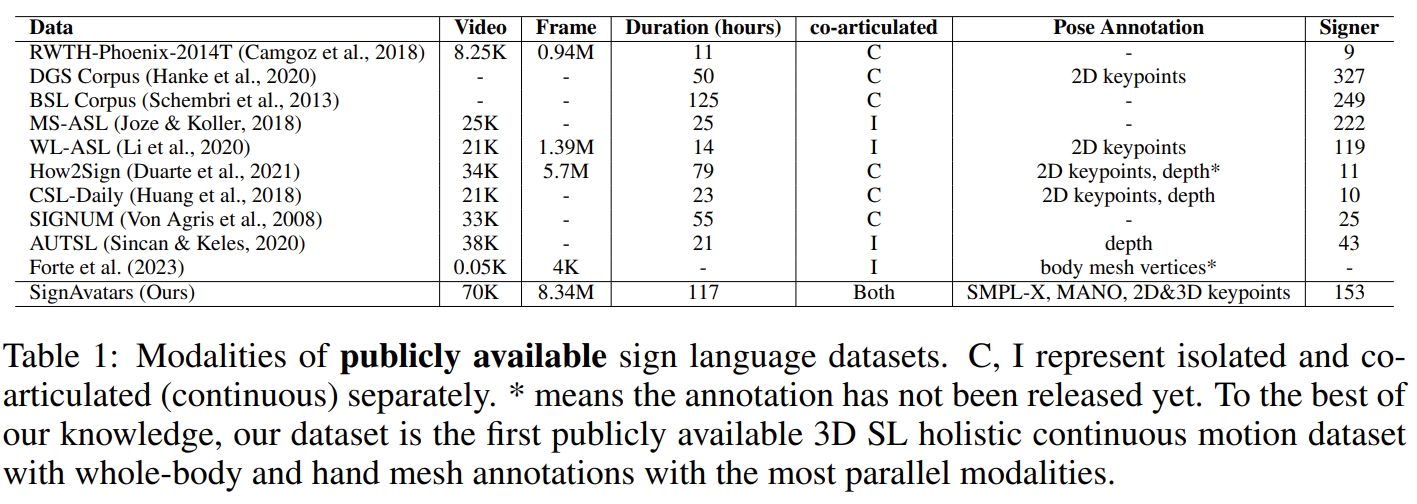 Data Video Frame Duration (hours) co-articulated Pose Annotation Signer
RWTH-Phoenix-2014T (Camgoz et al., 2018) 8.25K 0.94M 11 C - 9
DGS Corpus (Hanke et al., 2020) - - 50 C 2D keypoints 327
BSL Corpus (Schembri et al., 2013) - - 125 C - 249
MS-ASL (Joze & Koller, 2018) 25K - 25 I - 222
WL-ASL (Li et al., 2020) 21K 1.39M 14 I 2D keypoints 119
How2Sign (Duarte et al., 2021) 34K 5.7M 79 C 2D keypoints, depth* 11
CSL-Daily (Huang et al., 2018) 21K - 23 C 2D keypoints, depth 10
SIGNUM (Von Agris et al., 2008) 33K - 55 C - 25
AUTSL (Sincan & Keles, 2020) 38K - 21 I depth 43
Forte et al. (2023) 0.05K 4K - I body mesh vertices* -
SignAvatars (Ours) 70K 8.34M 117 Both SMPL-X, MANO, 2D&3D keypoints 153
Table 1: Modalities of publicly available sign language datasets. C, I represent isolated and co-
articulated (continuous) separately. * means the annotation has not been released yet. To the best of
our knowledge, our dataset is the first publicly available 3D SL holistic continuous motion dataset
with whole-body and hand mesh annotations with the most parallel modalities.